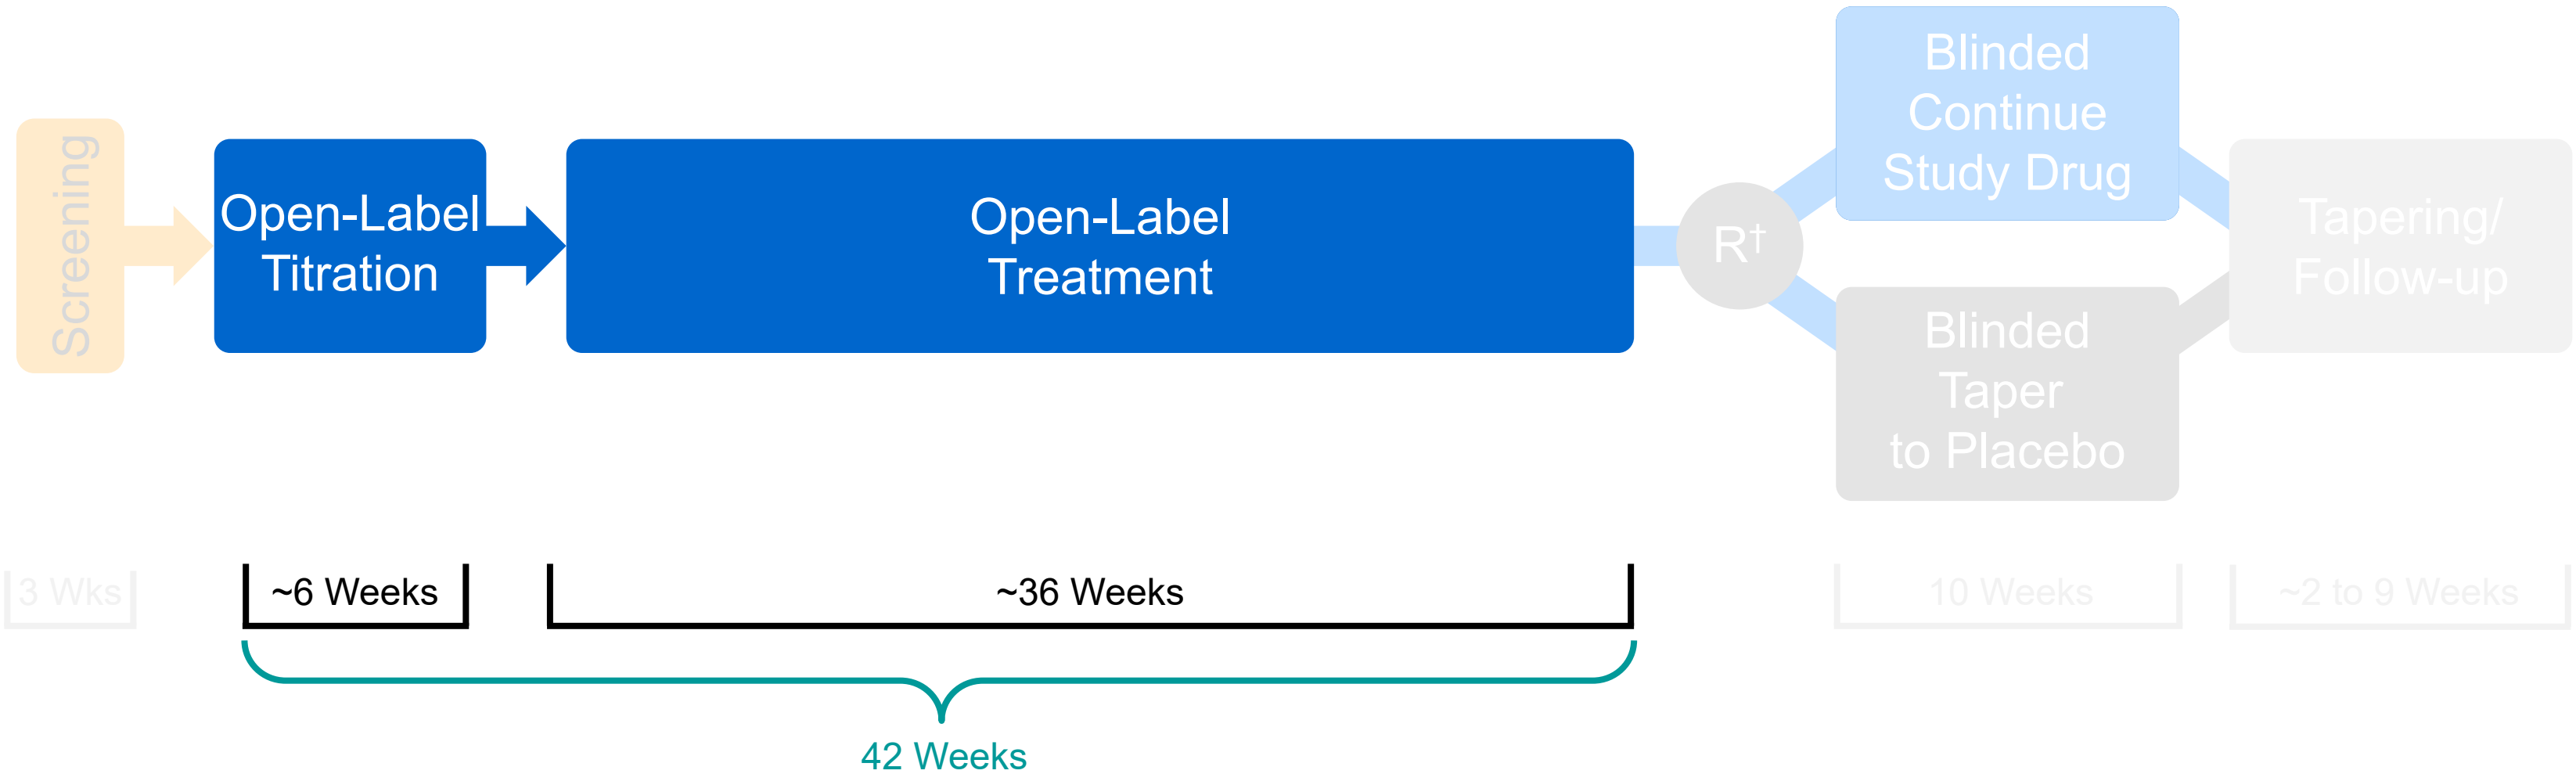 Screening
Open-Label
Titration
Open-Label
Treatment
R†
Blinded
Continue
Study Drug
Blinded
Taper
to Placebo
Tapering/
Follow-up
3 Wks
~6 Weeks
~36 Weeks
10 Weeks
~2 to 9 Weeks
42 Weeks